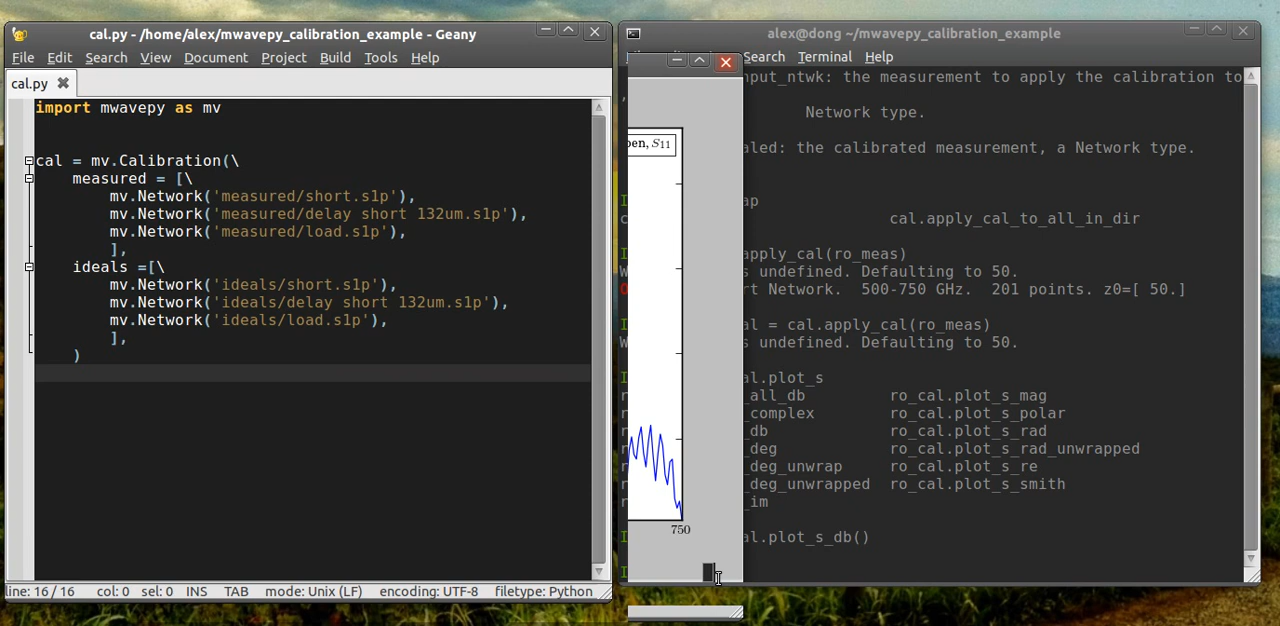 cal.py - /home/alex/mwavepy_calibration_example - Geany
File Edit Search View Document Project Build Tools Help
cal.py
import mwavepy as mv
cal = mv.Calibration(\
measured = [\
mv.Network('measured/short.s1p'),
mv.Network('measured/delay short 132um.s1p'),
mv.Network('measured/load.s1p'),
],
ideals =[\
mv.Network('ideals/short.s1p'),
mv.Network('ideals/delay short 132um.s1p'),
mv.Network('ideals/load.s1p'),
],
)
line: 16 / 16 col: 0 sel: 0 INS TAB mode: Unix (LF) encoding: UTF-8 filetype: Python
alex@dong ~/mwavepy_calibration_example
Search Terminal Help
nput_ntwk: the measurement to apply the calibration to
,
Network type.
aled: the calibrated measurement, a Network type.
ap
cal.apply_cal_to_all_in_dir
apply_cal(ro_meas)
s undefined. Defaulting to 50.
rt Network. 500-750 GHz. 201 points. z0=[ 50.]
al = cal.apply_cal(ro_meas)
s undefined. Defaulting to 50.
al.plot_s
_all_db ro_cal.plot_s_mag
_complex ro_cal.plot_s_polar
_db ro_cal.plot_s_rad
_deg ro_cal.plot_s_rad_unwrapped
_deg_unwrap ro_cal.plot_s_re
_deg_unwrapped ro_cal.plot_s_smith
_im
al.plot_s_db()
pen, S11
750